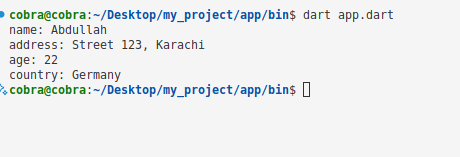 cobra@cobra:~/Desktop/my_project/app/bin$ dart app.dart
name: Abdullah
address: Street 123, Karachi
age: 22
country: Germany
cobra@cobra:~/Desktop/my_project/app/bin$